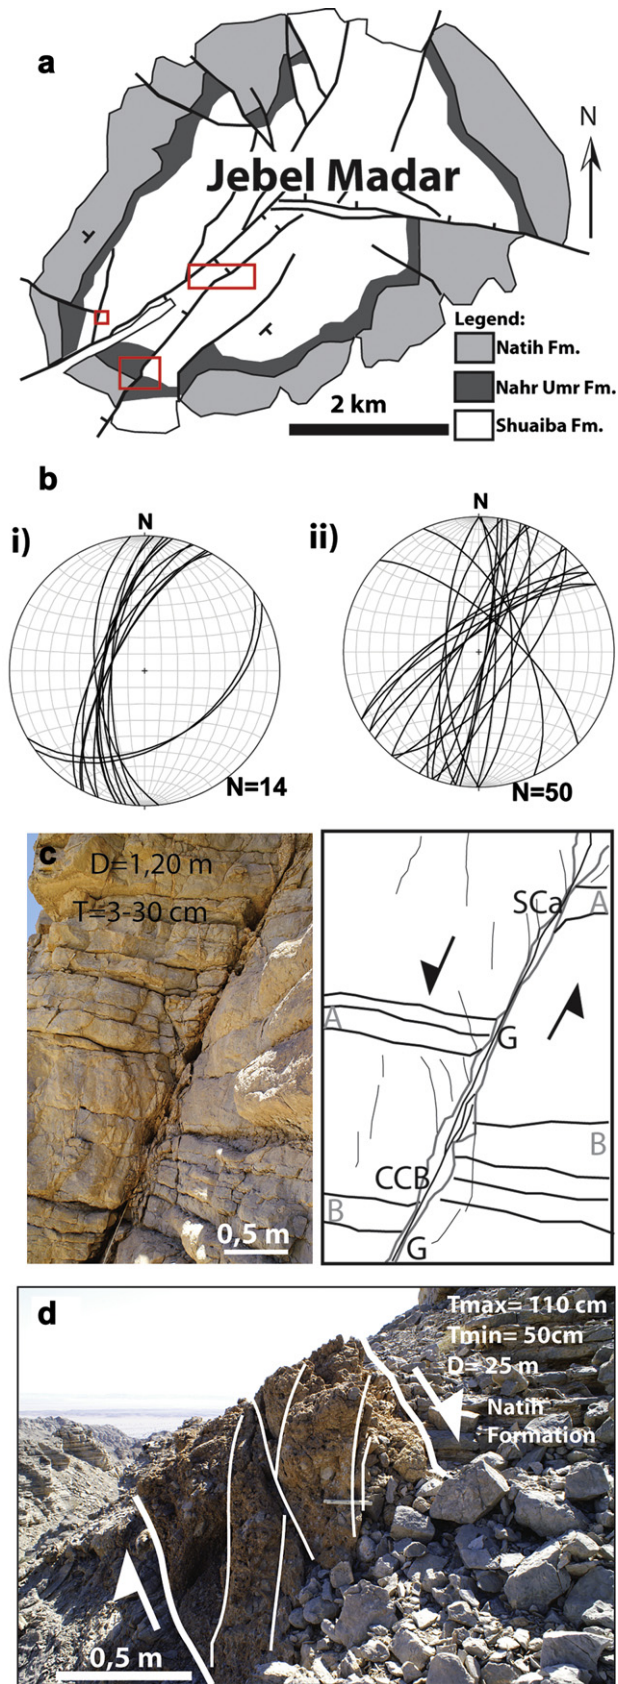 a
N
Jebel Madar
Legend:
Natih Fm.
Nahr Umr Fm.
Shuaiba Fm.
2 km
b
i)
N
N=14
ii)
N
N=50
c
D=1,20 m
T=3-30 cm
0,5 m
SCa
A
A
G
B
CCB
B
G
d
Tmax= 110 cm
Tmin= 50cm
D= 25 m
Natih
Formation
0,5 m